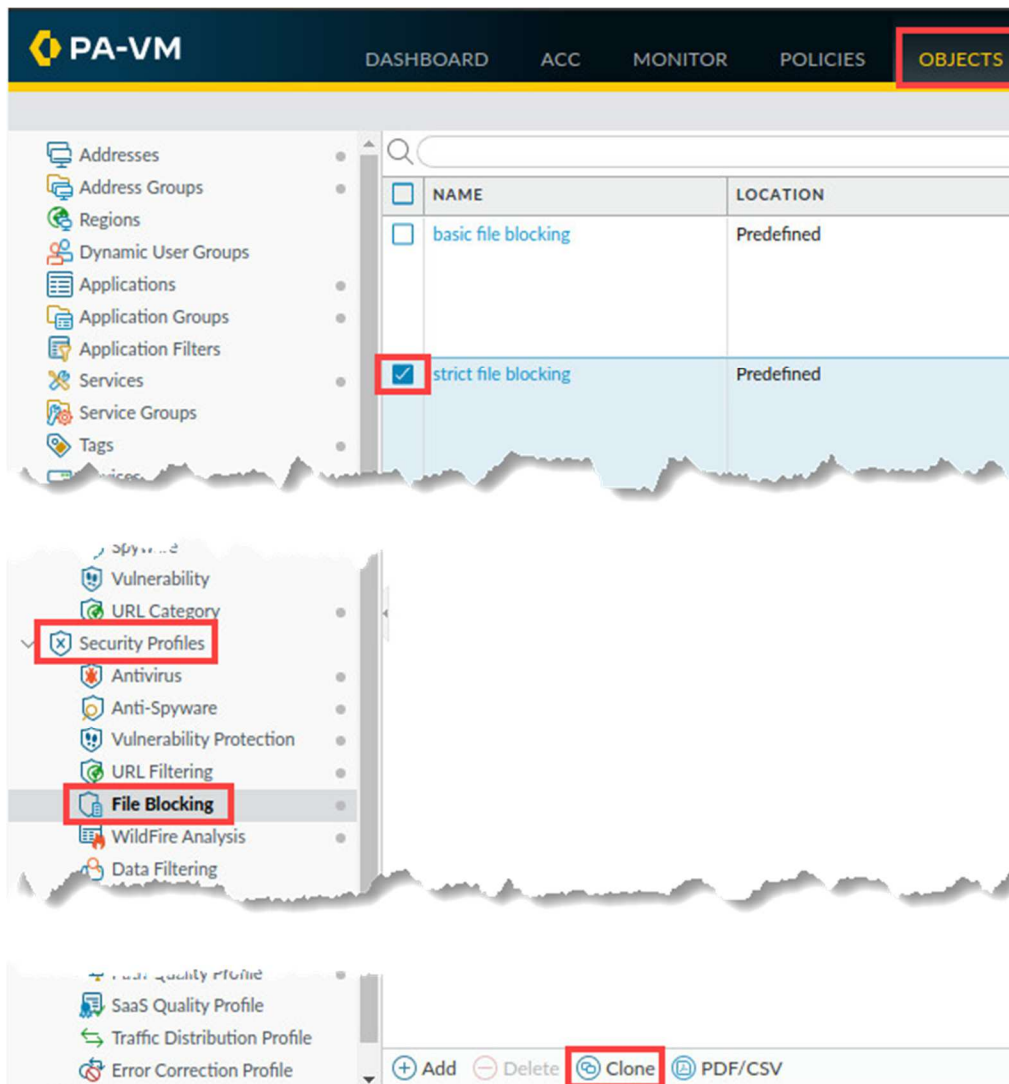 PA-VM
DASHBOARD ACC MONITOR POLICIES OBJECTS
Addresses
Address Groups
Regions
Dynamic User Groups
Applications
Application Groups
Application Filters
Services
Service Groups
Tags
NAME LOCATION
basic file blocking Predefined
strict file blocking Predefined
Vulnerability
URL Category
Security Profiles
Antivirus
Anti-Spyware
Vulnerability Protection
URL Filtering
File Blocking
WildFire Analysis
Data Filtering
Quality Profile
SaaS Quality Profile
Traffic Distribution Profile
Error Correction Profile
Add Delete Clone PDF/CSV